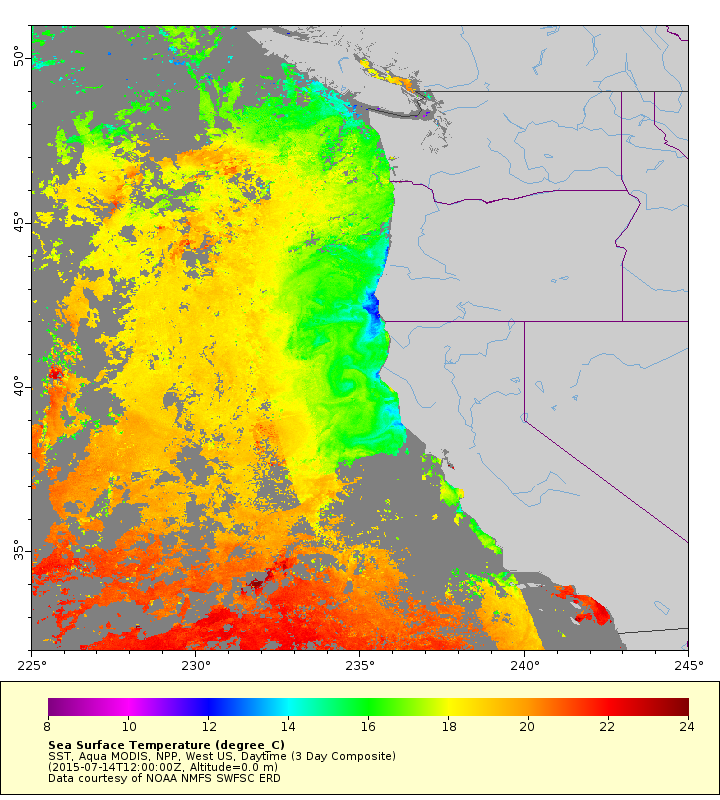 50°
45°
40°
35°
225° 230° 235° 240° 245°
8 10 12 14 16 18 20 22 24
Sea Surface Temperature (degree_C)
SST, Aqua MODIS, NPP, West US, Daytime (3 Day Composite)
(2015-07-14T12:00:00Z, Altitude=0.0 m)
Data courtesy of NOAA NMFS SWFSC ERD